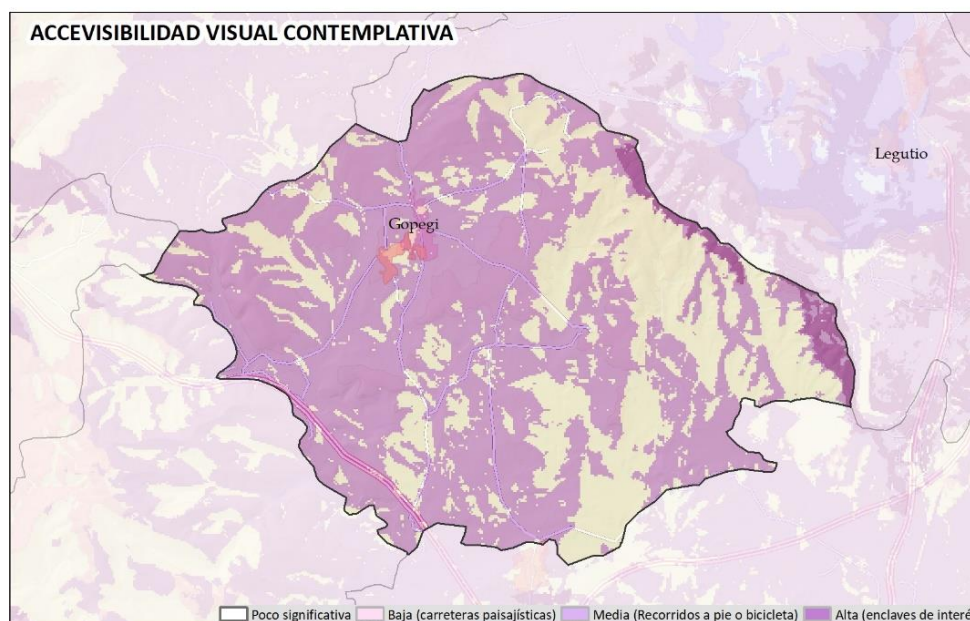 ACCEVISIBILIDAD VISUAL CONTEMPLATIVA
Legutio
Gopegi
Poco significativa
Baja (carreteras paisajísticas)
Media (Recorridos a pie o bicicleta)
Alta (enclaves de interé